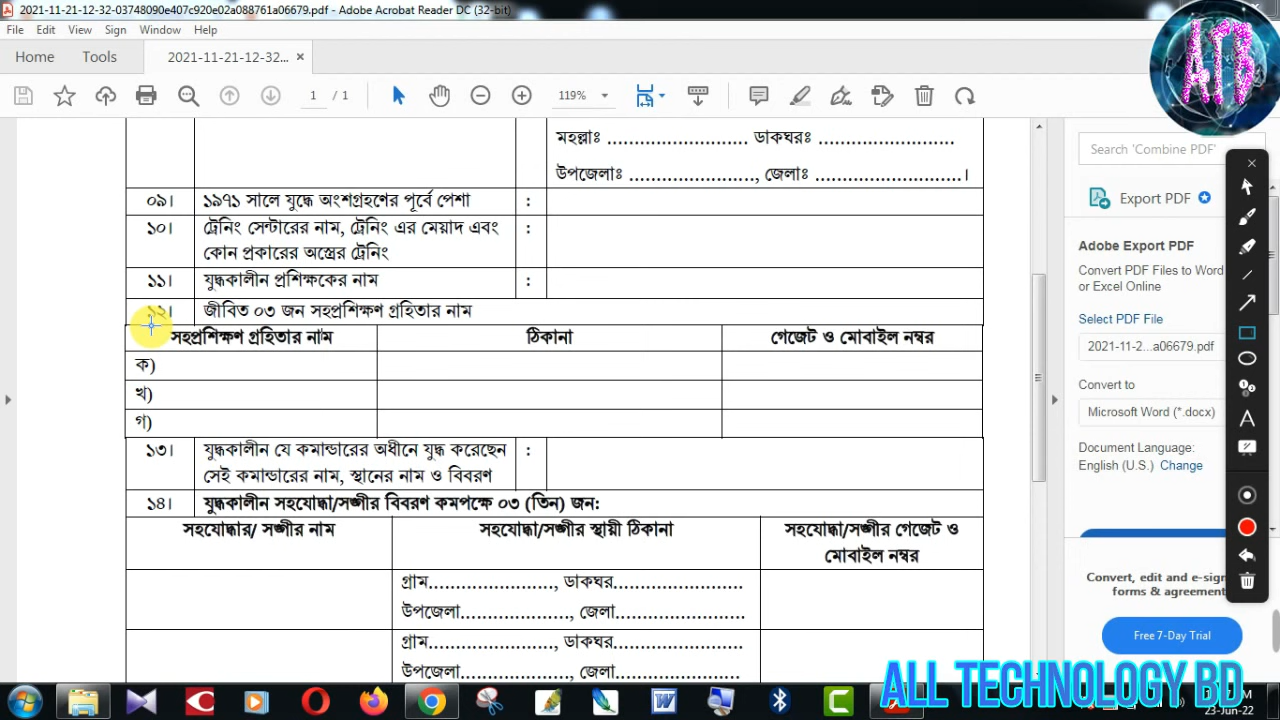 2021-11-21-12-32-03748090e407c920e02a088761a06679.pdf - Adobe Acrobat Reader DC (32-bit)
File Edit View Sign Window Help
Home Tools 2021-11-21-12-32... ×
1 / 1 119%
মহল্লাঃ .......................... ডাকঘরঃ .........................
উপজেলাঃ ......................., জেলাঃ ...........................।
০৯। ১৯৭১ সালে যুদ্ধে অংশগ্রহণের পূর্বে পেশা :
১০। ট্রেনিং সেন্টারের নাম, ট্রেনিং এর মেয়াদ এবং :
কোন প্রকারের অস্ত্রের ট্রেনিং
১১। যুদ্ধকালীন প্রশিক্ষকের নাম :
১২। জীবিত ০৩ জন সহপ্রশিক্ষণ গ্রহিতার নাম
সহপ্রশিক্ষণ গ্রহিতার নাম ঠিকানা গেজেট ও মোবাইল নম্বর
ক)
খ)
গ)
১৩। যুদ্ধকালীন যে কমান্ডারের অধীনে যুদ্ধ করেছেন :
সেই কমান্ডারের নাম, স্থানের নাম ও বিবরণ
১৪। যুদ্ধকালীন সহযোদ্ধা/সঙ্গীর বিবরণ কমপক্ষে ০৩ (তিন) জন:
সহযোদ্ধার/ সঙ্গীর নাম সহযোদ্ধা/সঙ্গীর স্থায়ী ঠিকানা সহযোদ্ধা/সঙ্গীর গেজেট ও
মোবাইল নম্বর
গ্রাম......................., ডাকঘর.......................
উপজেলা...................., জেলা............................
গ্রাম......................., ডাকঘর.......................
উপজেলা...................., জেলা...........................
Search 'Combine PDF'
Export PDF
Adobe Export PDF
Convert PDF Files to Word
or Excel Online
Select PDF File
2021-11-2...a06679.pdf
Convert to
Microsoft Word (*.docx)
Document Language:
English (U.S.) Change
Convert, edit and e-sign
forms & agreement
Free 7-Day Trial
ALL TECHNOLOGY BD
23-Jun-22